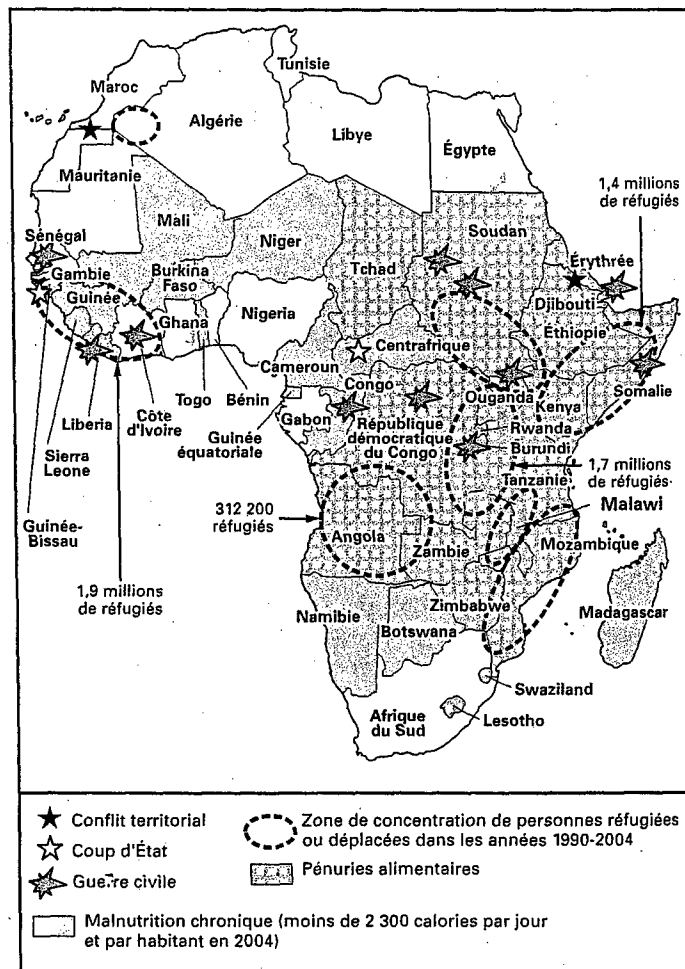 Tunisie
Maroc
Algérie
Libye
Égypte
Mauritanie
1,4 millions
de réfugiés
Mali
Niger
Soudan
Sénégal
Érythrée
Tchad
Gambie
Burkina
Faso
Djibouti
Guinée
Ghana
Nigeria
Éthiopie
Centrafrique
Cameroun
Congo
Ouganda
Somalie
Togo
Bénin
Kenya
Liberia
Côte
d'Ivoire
Gabon
République
démocratique
du Congo
Rwanda
Guinée
équatoriale
Burundi
Sierra
Leone
1,7 millions
de réfugiés
Tanzanie
312 200
réfugiés
Malawi
Guinée-
Bissau
Angola
Zambie
Mozambique
1,9 millions
de réfugiés
Namibie
Zimbabwe
Madagascar
Botswana
Swaziland
Afrique
du Sud
Lesotho
Conflit territorial
Coup d'État
Guerre civile
Zone de concentration de personnes réfugiées
ou déplacées dans les années 1990-2004
Pénuries alimentaires
Malnutrition chronique (moins de 2 300 calories par jour
et par habitant en 2004)